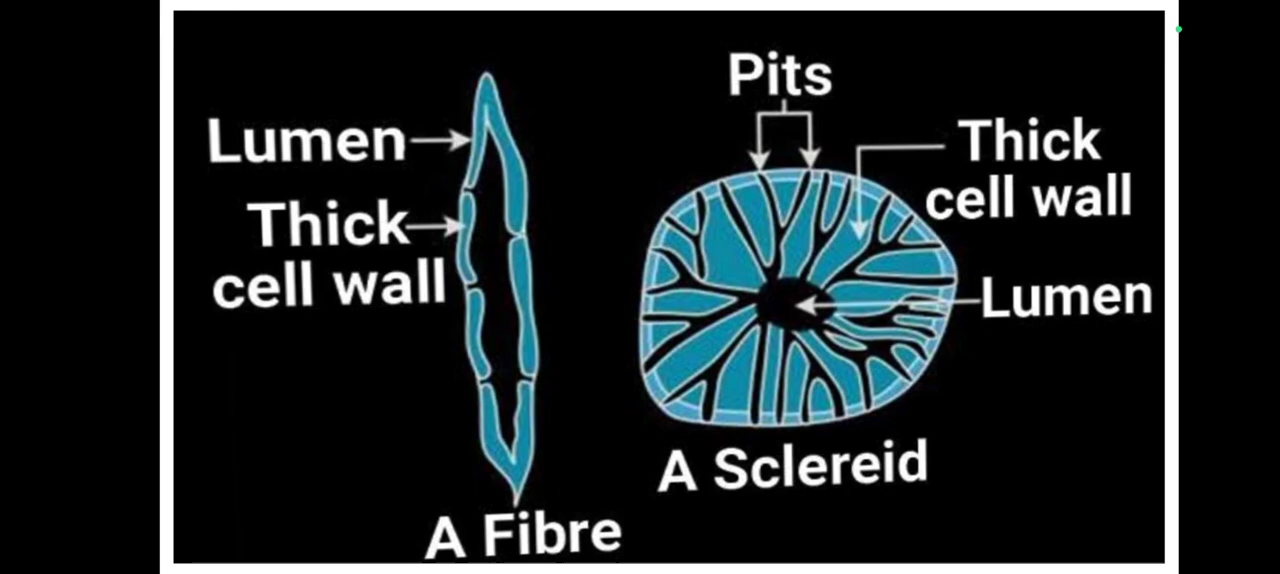 Pits
Lumen
Thick
cell wall
Thick
cell wall
Lumen
A Sclereid
A Fibre